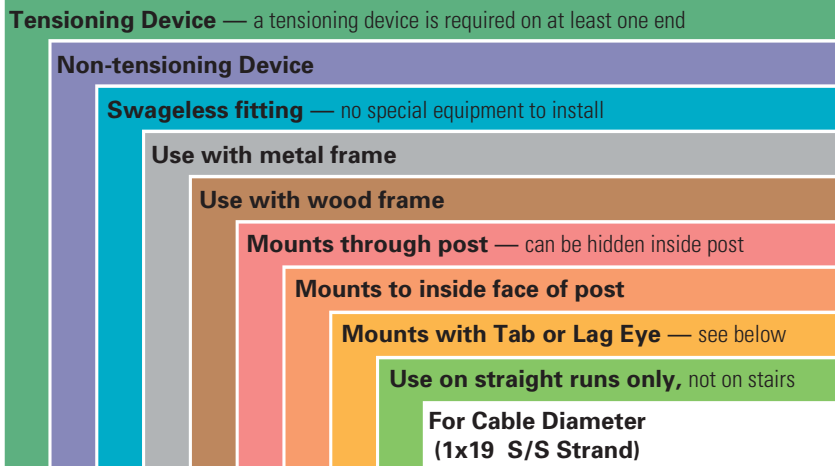 Tensioning Device — a tensioning device is required on at least one end
Non-tensioning Device
Swageless fitting — no special equipment to install
Use with metal frame
Use with wood frame
Mounts through post — can be hidden inside post
Mounts to inside face of post
Mounts with Tab or Lag Eye — see below
Use on straight runs only, not on stairs
For Cable Diameter
(1x19 S/S Strand)